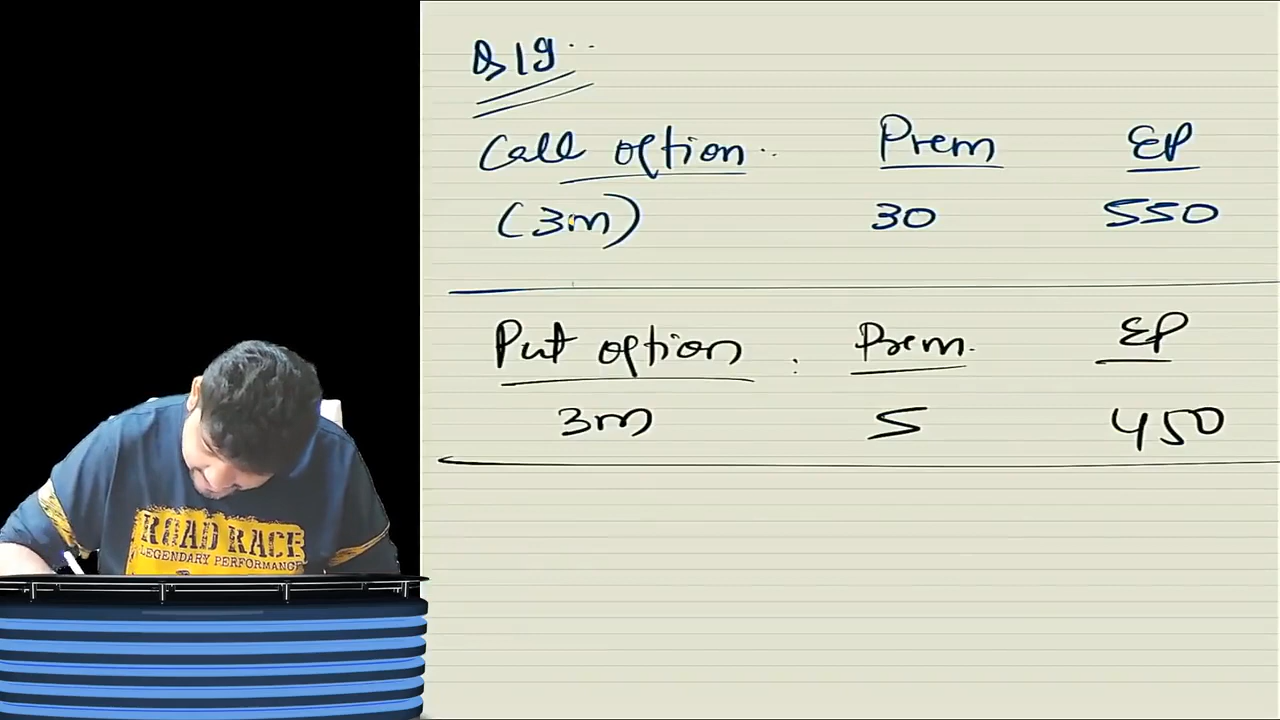 Q19..
Call option.. Prem EP
(3m) 30 550
Put option : Prem. EP
3m 5 450
ROAD RACE
LEGENDARY PERFORMANCE